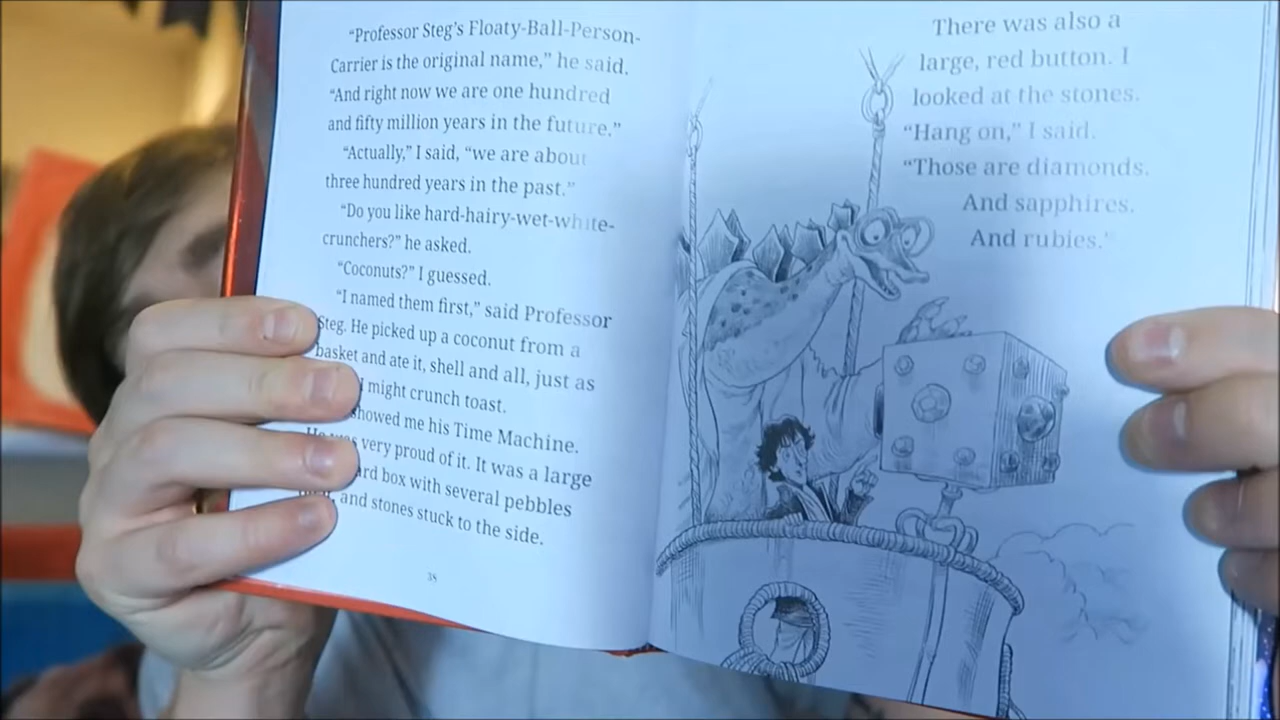 “Professor Steg’s Floaty-Ball-Person-
Carrier is the original name,” he said.
“And right now we are one hundred
and fifty million years in the future.”
“Actually,” I said, “we are about
three hundred years in the past.”
“Do you like hard-hairy-wet-white-
crunchers?” he asked.
“Coconuts?” I guessed.
“I named them first,” said Professor
Steg. He picked up a coconut from a
basket and ate it, shell and all, just as
might crunch toast.
showed me his Time Machine.
He was very proud of it. It was a large
box with several pebbles
and stones stuck to the side.
38
There was also a
large, red button. I
looked at the stones.
“Hang on,” I said.
“Those are diamonds.
And sapphires.
And rubies.”